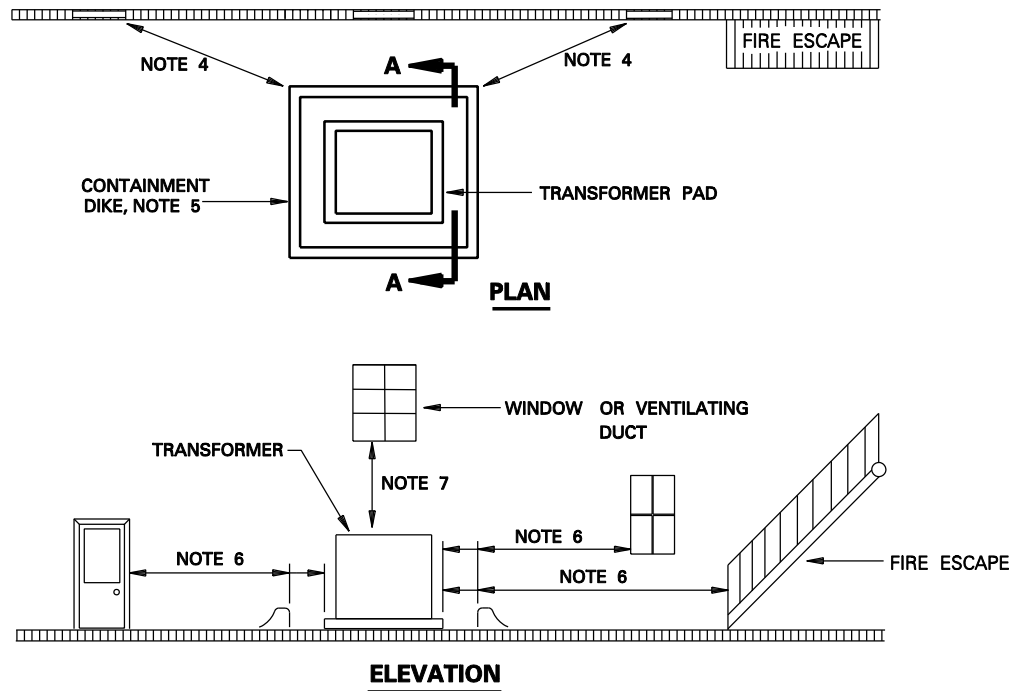 FIRE ESCAPE
NOTE 4
A
NOTE 4
CONTAINMENT
DIKE, NOTE 5
TRANSFORMER PAD
A
PLAN
WINDOW OR VENTILATING
DUCT
TRANSFORMER
NOTE 7
NOTE 6
NOTE 6
NOTE 6
FIRE ESCAPE
ELEVATION